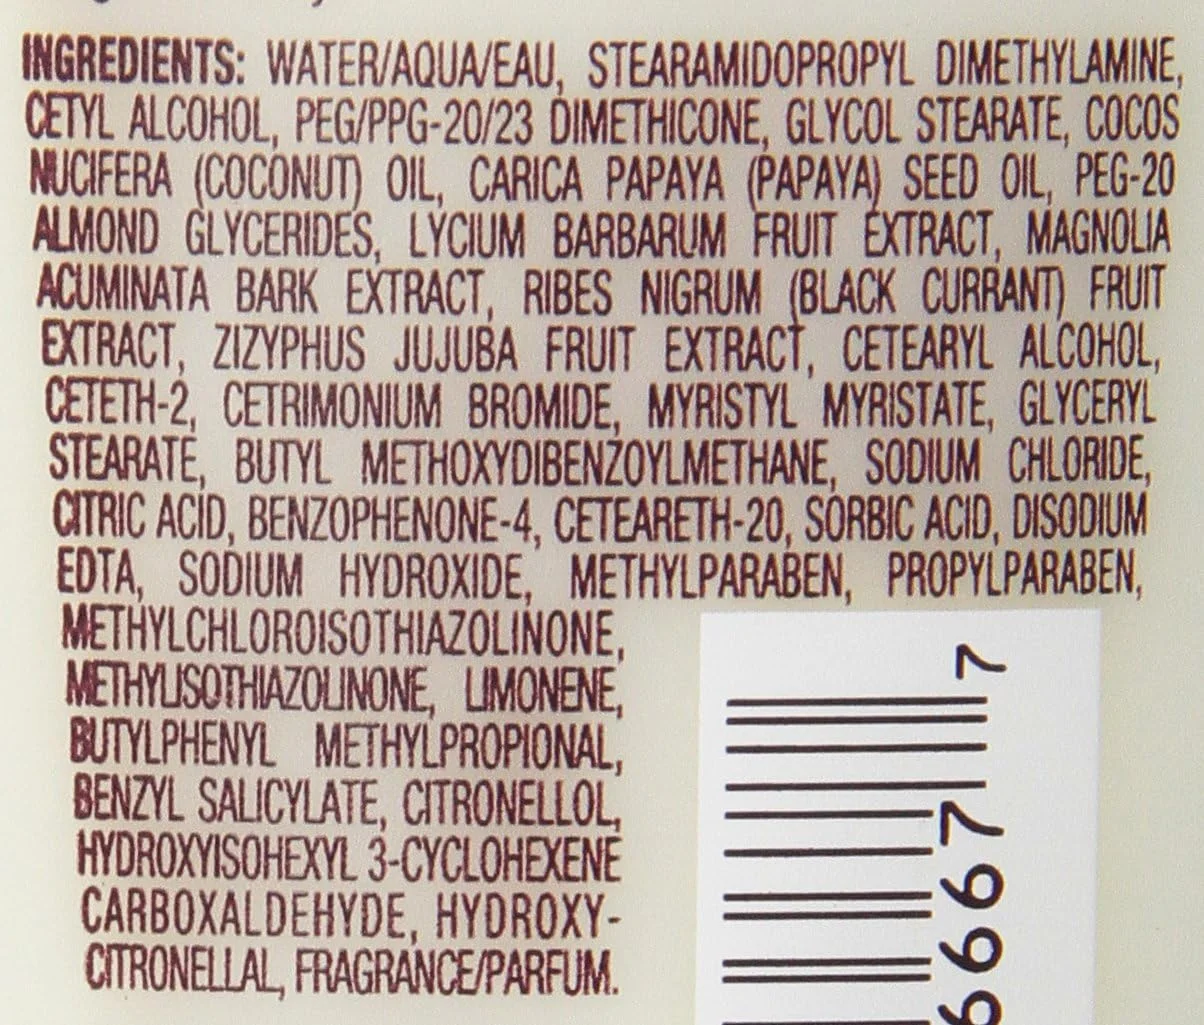 INGREDIENTS: WATER/AQUA/EAU, STEARAMIDOPROPYL DIMETHYLAMINE,
CETYL ALCOHOL, PEG/PPG-20/23 DIMETHICONE, GLYCOL STEARATE, COCOS
NUCIFERA (COCONUT) OIL, CARICA PAPAYA (PAPAYA) SEED OIL, PEG-20
ALMOND GLYCERIDES, LYCIUM BARBARUM FRUIT EXTRACT, MAGNOLIA
ACUMINATA BARK EXTRACT, RIBES NIGRUM (BLACK CURRANT) FRUIT
EXTRACT, ZIZYPHUS JUJUBA FRUIT EXTRACT, CETEARYL ALCOHOL,
CETETH-2, CETRIMONIUM BROMIDE, MYRISTYL MYRISTATE, GLYCERYL
STEARATE, BUTYL METHOXYDIBENZOYLMETHANE, SODIUM CHLORIDE,
CITRIC ACID, BENZOPHENONE-4, CETEARETH-20, SORBIC ACID, DISODIUM
EDTA, SODIUM HYDROXIDE, METHYLPARABEN, PROPYLPARABEN,
METHYLCHLOROISOTHIAZOLINONE,
METHYLISOTHIAZOLINONE, LIMONENE,
BUTYLPHENYL METHYLPROPIONAL,
BENZYL SALICYLATE, CITRONELLOL,
HYDROXYISOHEXYL 3-CYCLOHEXENE
CARBOXALDEHYDE, HYDROXY-
CITRONELLAL, FRAGRANCE/PARFUM.
7
6667